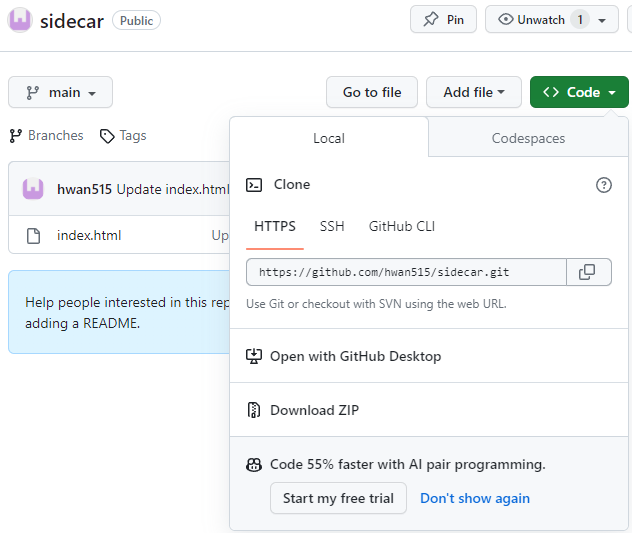 sidecar Public Pin Unwatch 1
main Go to file Add file Code
Branches Tags
Local Codespaces
Clone
hwan515 Update index.html
HTTPS SSH GitHub CLI
index.html Up
https://github.com/hwan515/sidecar.git
Help people interested in this rep
Use Git or checkout with SVN using the web URL.
adding a README.
Open with GitHub Desktop
Download ZIP
Code 55% faster with AI pair programming.
Start my free trial Don't show again